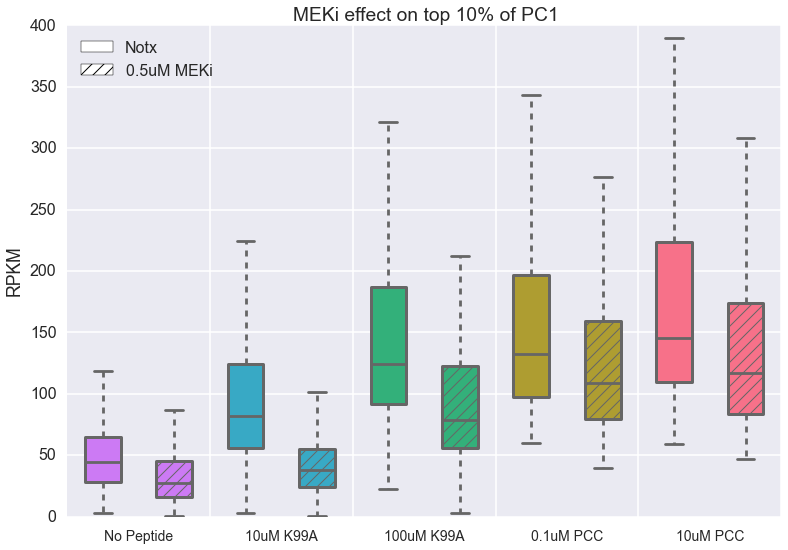 MEKi effect on top 10% of PC1
Notx
0.5uM MEKi
RPKM
400
350
300
250
200
150
100
50
0
No Peptide
10uM K99A
100uM K99A
0.1uM PCC
10uM PCC